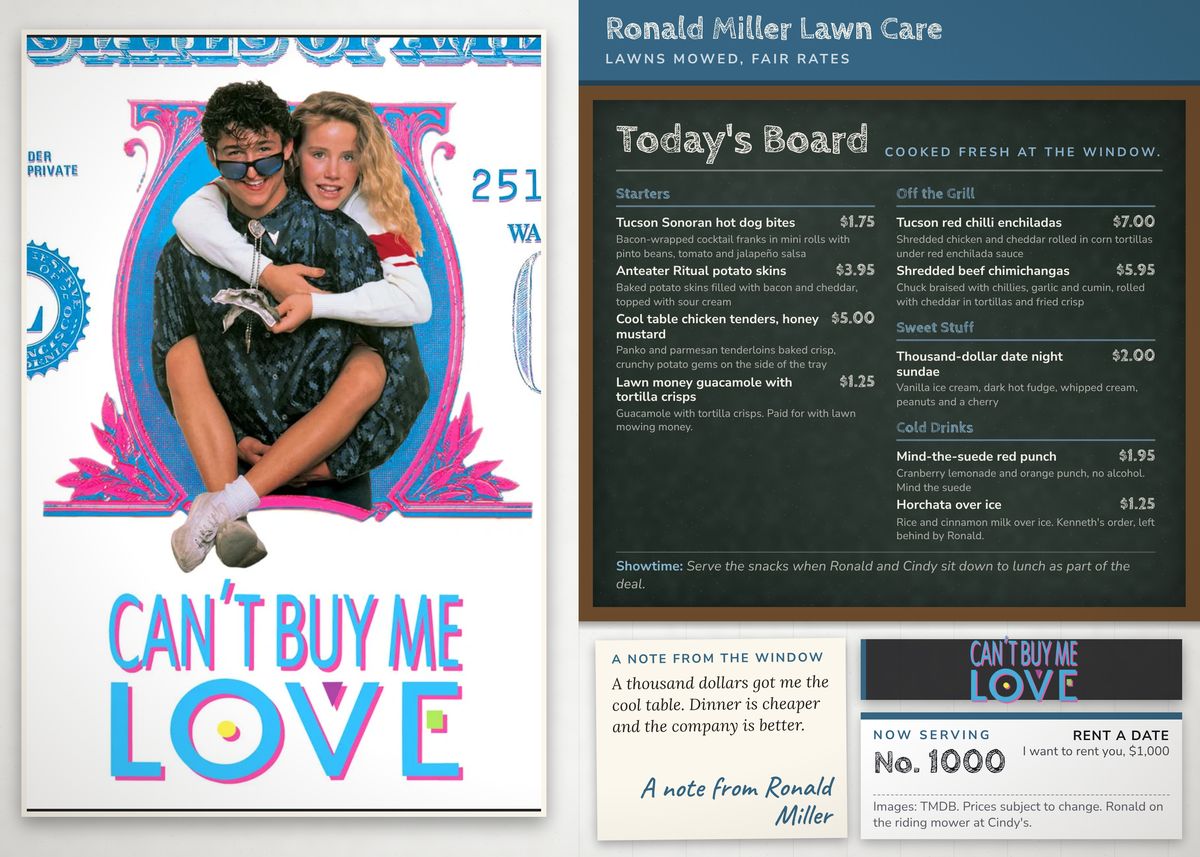 DER
PRIVATE
251
WA
CAN'T BUY ME
LOVE
Ronald Miller Lawn Care
LAWNS MOWED, FAIR RATES
Today's Board
COOKED FRESH AT THE WINDOW.
Starters
Tucson Sonoran hot dog bites $1.75
Bacon-wrapped cocktail franks in mini rolls with
pinto beans, tomato and jalapeño salsa
Anteater Ritual potato skins $3.95
Baked potato skins filled with bacon and cheddar,
topped with sour cream
Cool table chicken tenders, honey $5.00
mustard
Panko and parmesan tenderloins baked crisp,
crunchy potato gems on the side of the tray
Lawn money guacamole with $1.25
tortilla crisps
Guacamole with tortilla crisps. Paid for with lawn
mowing money.
Off the Grill
Tucson red chilli enchiladas $7.00
Shredded chicken and cheddar rolled in corn tortillas
under red enchilada sauce
Shredded beef chimichangas $5.95
Chuck braised with chillies, garlic and cumin, rolled
with cheddar in tortillas and fried crisp
Sweet Stuff
Thousand-dollar date night $2.00
sundae
Vanilla ice cream, dark hot fudge, whipped cream,
peanuts and a cherry
Cold Drinks
Mind-the-suede red punch $1.95
Cranberry lemonade and orange punch, no alcohol.
Mind the suede
Horchata over ice $1.25
Rice and cinnamon milk over ice. Kenneth's order, left
behind by Ronald.
Showtime: Serve the snacks when Ronald and Cindy sit down to lunch as part of the
deal.
A NOTE FROM THE WINDOW
A thousand dollars got me the
cool table. Dinner is cheaper
and the company is better.
A note from Ronald
Miller
CAN'T BUY ME
LOVE
NOW SERVING
No. 1000
RENT A DATE
I want to rent you, $1,000
Images: TMDB. Prices subject to change. Ronald on
the riding mower at Cindy's.